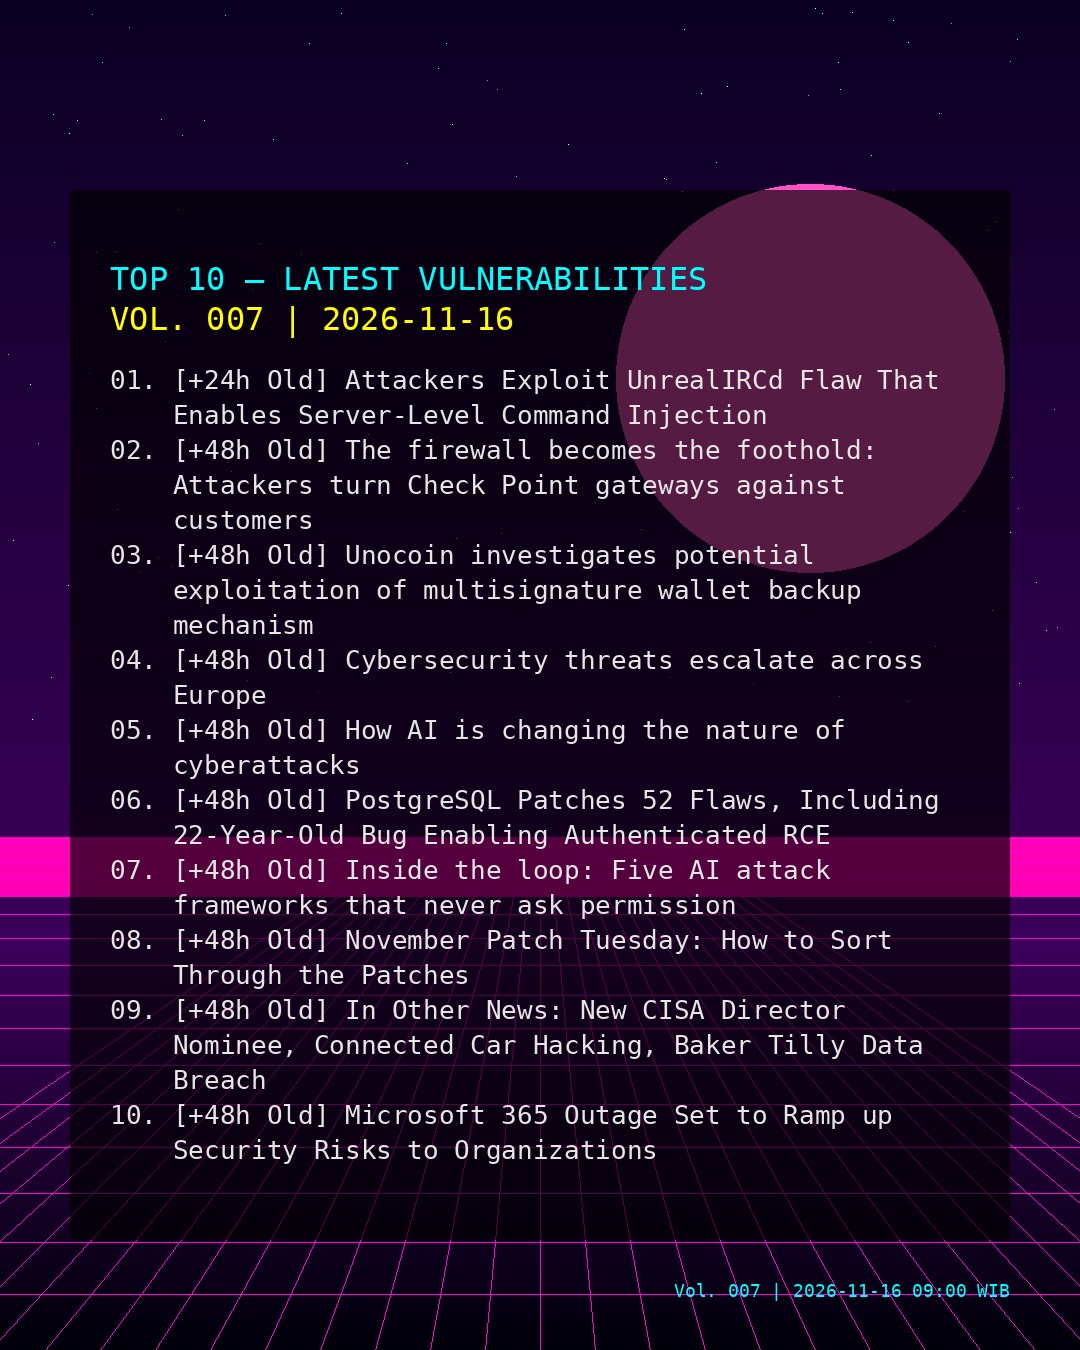 TOP 10 — LATEST VULNERABILITIES
VOL. 007 | 2026-11-16
01. [+24h Old] Attackers Exploit UnrealIRCd Flaw That
Enables Server-Level Command Injection
02. [+48h Old] The firewall becomes the foothold:
Attackers turn Check Point gateways against
customers
03. [+48h Old] Unocoin investigates potential
exploitation of multisignature wallet backup
mechanism
04. [+48h Old] Cybersecurity threats escalate across
Europe
05. [+48h Old] How AI is changing the nature of
cyberattacks
06. [+48h Old] PostgreSQL Patches 52 Flaws, Including
22-Year-Old Bug Enabling Authenticated RCE
07. [+48h Old] Inside the loop: Five AI attack
frameworks that never ask permission
08. [+48h Old] November Patch Tuesday: How to Sort
Through the Patches
09. [+48h Old] In Other News: New CISA Director
Nominee, Connected Car Hacking, Baker Tilly Data
Breach
10. [+48h Old] Microsoft 365 Outage Set to Ramp up
Security Risks to Organizations
Vol. 007 | 2026-11-16 09:00 WIB